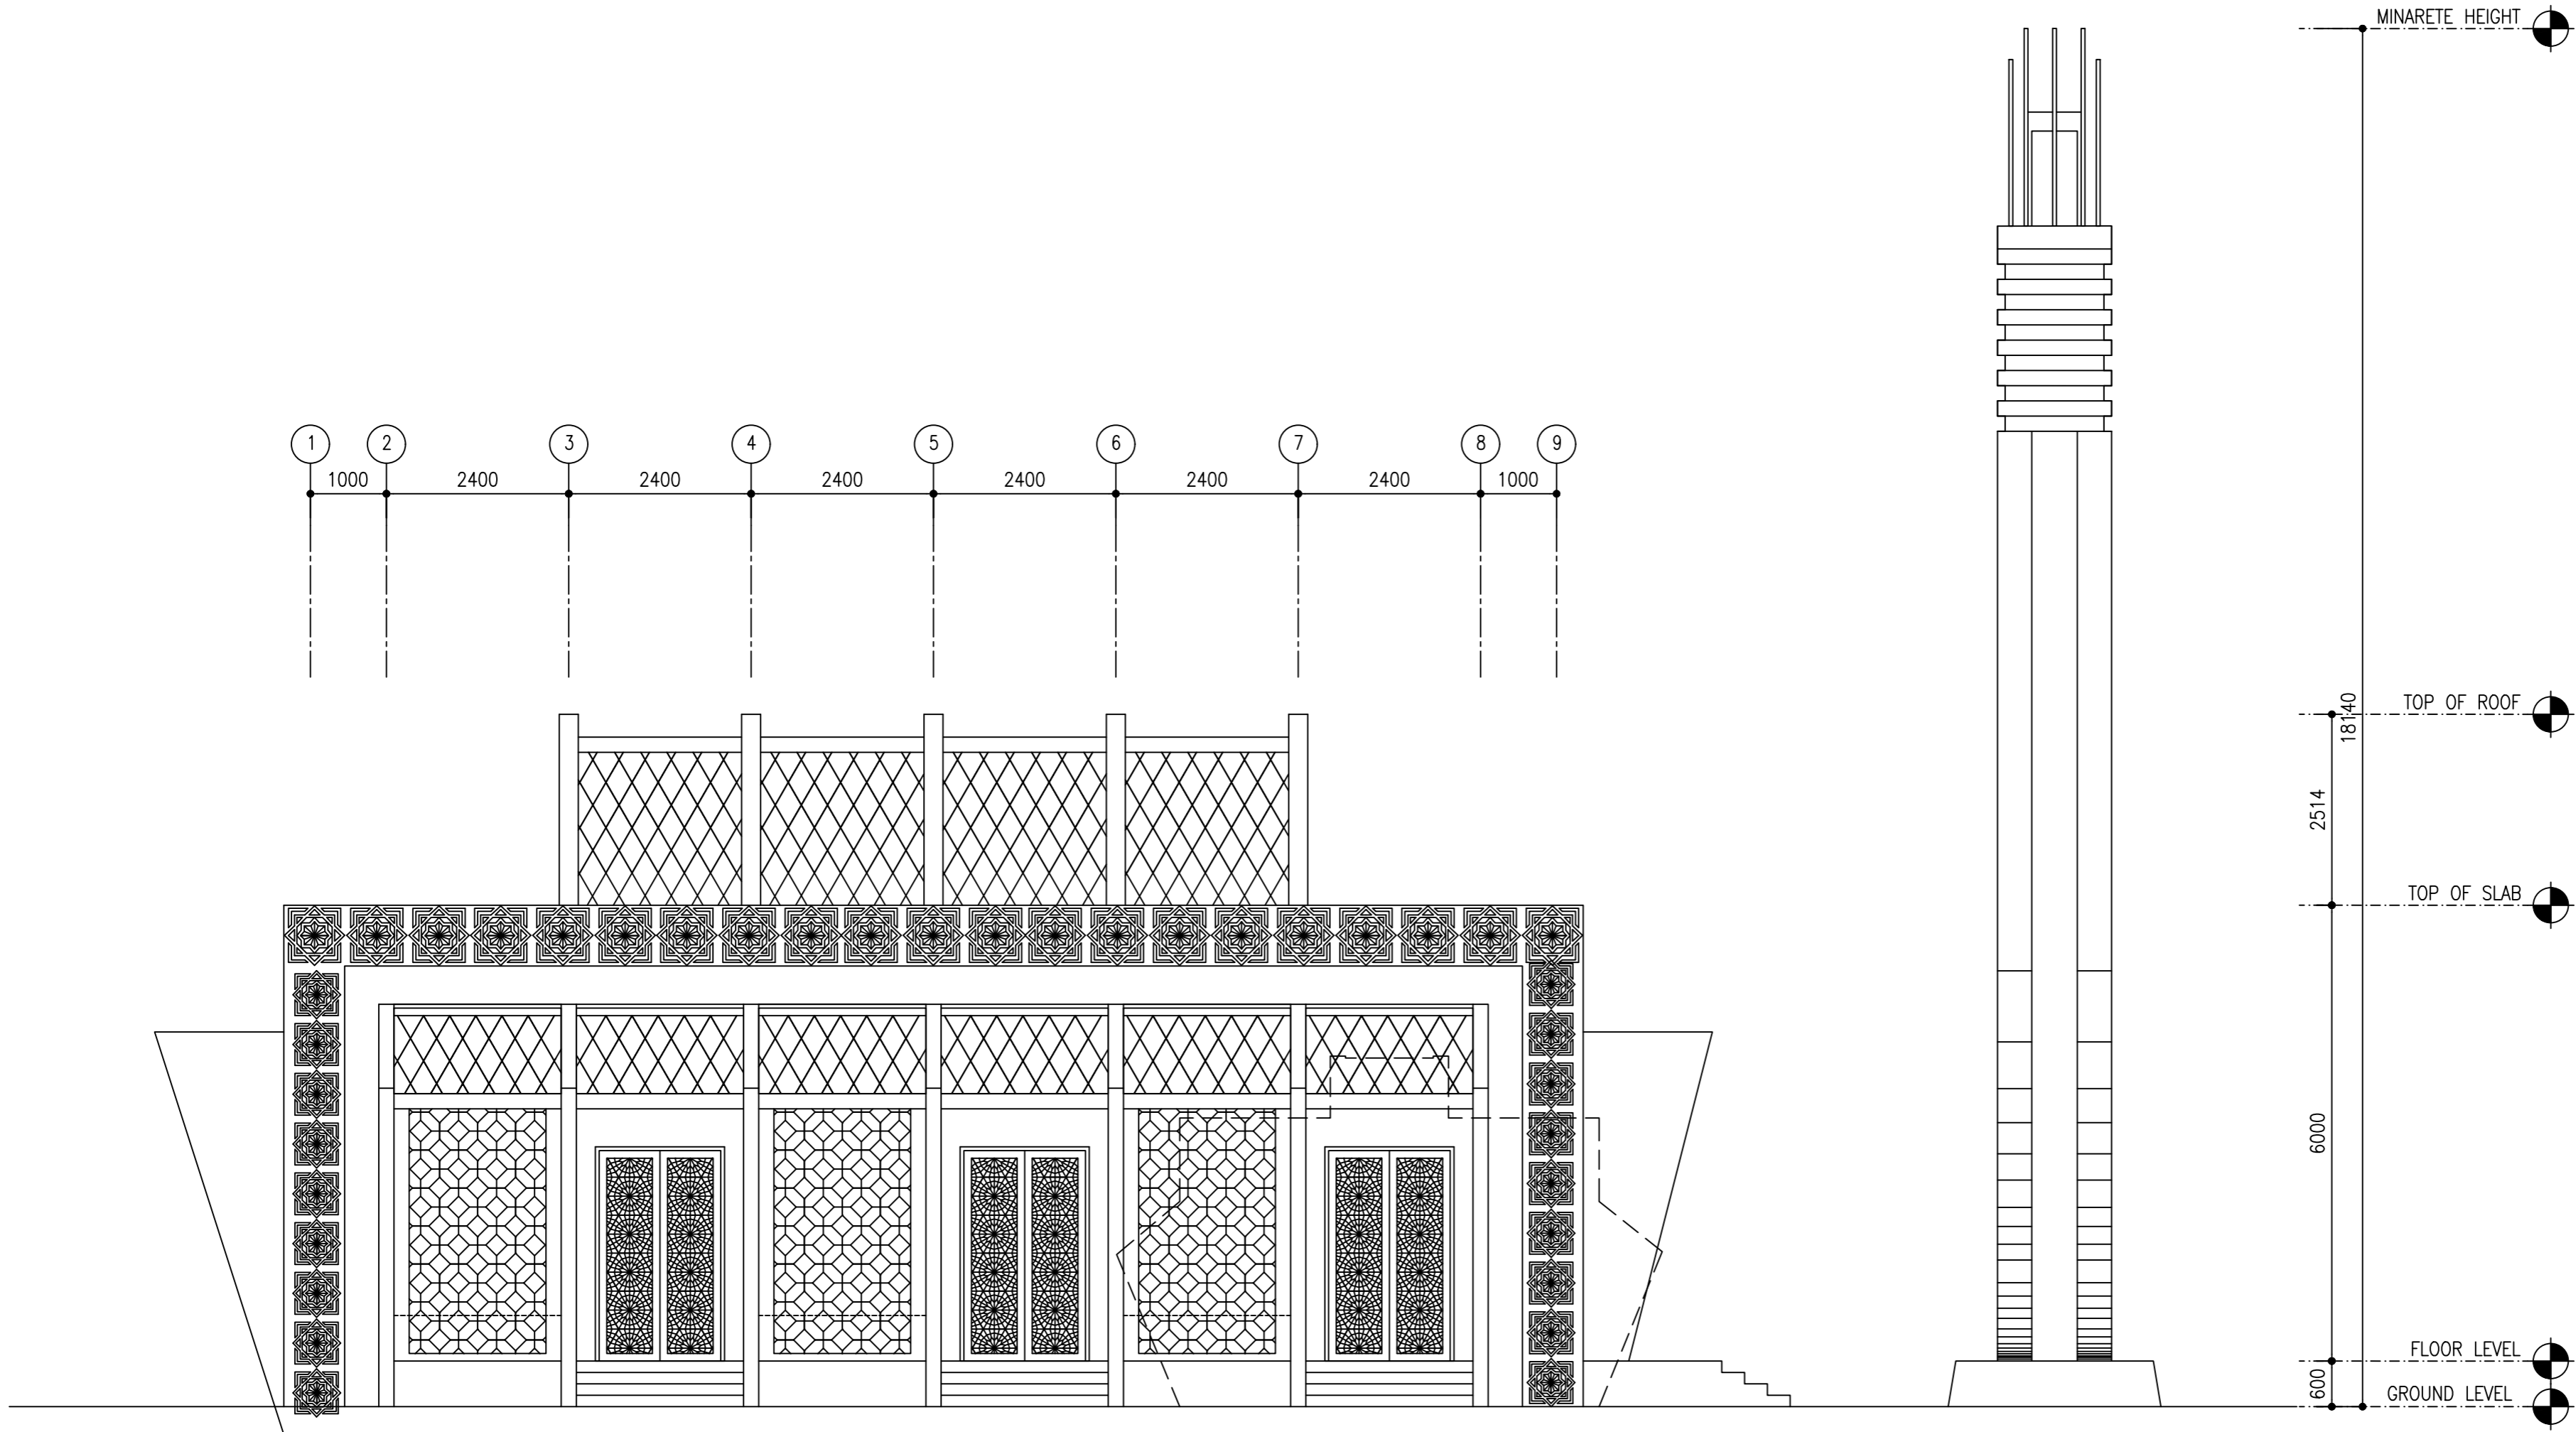 MINARETE HEIGHT
1 2 3 4 5 6 7 8 9
1000 2400 2400 2400 2400 2400 2400 1000
TOP OF ROOF
18140
2514
TOP OF SLAB
6000
FLOOR LEVEL
600
GROUND LEVEL